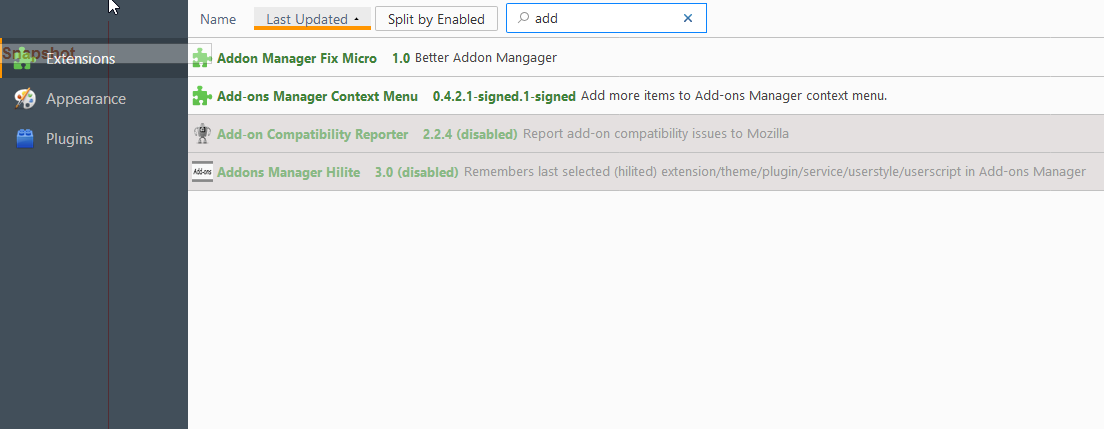 Name Last Updated Split by Enabled add
Snapshot
Extensions
Appearance
Plugins
Addon Manager Fix Micro 1.0 Better Addon Mangager
Add-ons Manager Context Menu 0.4.2.1-signed.1-signed Add more items to Add-ons Manager context menu.
Add-on Compatibility Reporter 2.2.4 (disabled) Report add-on compatibility issues to Mozilla
Add-ons
Addons Manager Hilite 3.0 (disabled) Remembers last selected (hilited) extension/theme/plugin/service/userstyle/userscript in Add-ons Manager